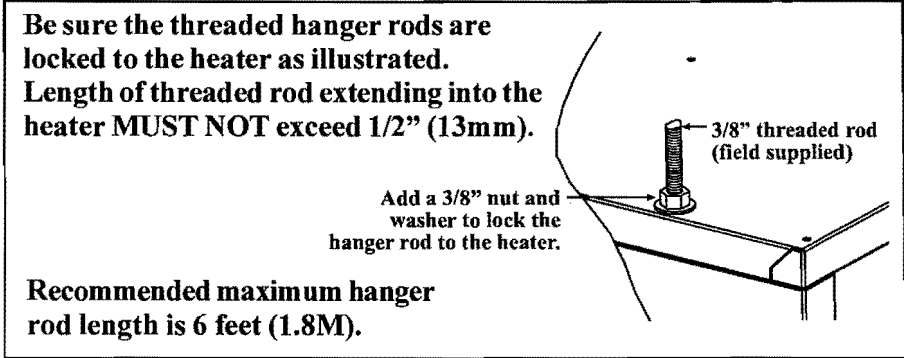 Be sure the threaded hanger rods are
locked to the heater as illustrated.
Length of threaded rod extending into the
heater MUST NOT exceed 1/2” (13mm).
3/8” threaded rod
(field supplied)
Add a 3/8” nut and
washer to lock the
hanger rod to the heater.
Recommended maximum hanger
rod length is 6 feet (1.8M).